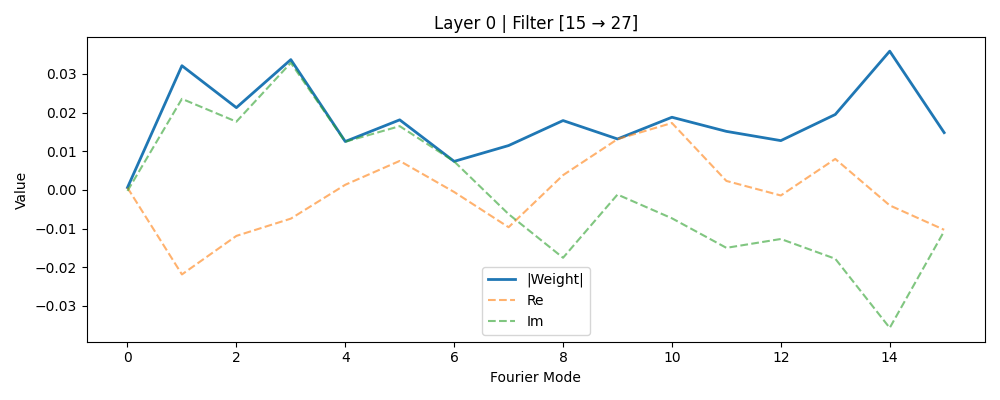 Layer 0 | Filter [15 → 27]
Value
0.03
0.02
0.01
0.00
−0.01
−0.02
−0.03
|Weight|
Re
Im
0 2 4 6 8 10 12 14
Fourier Mode